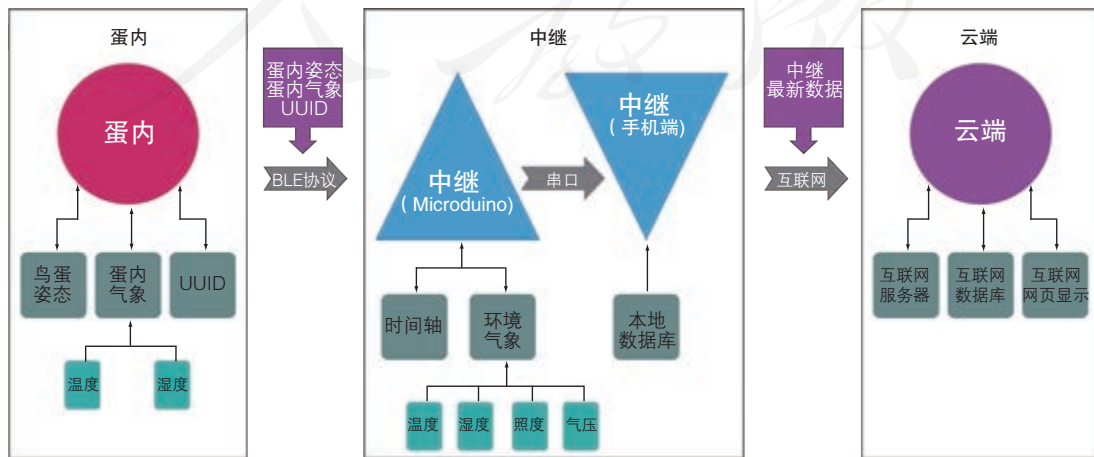 蛋内
蛋内
鸟蛋
姿态
蛋内
气象
UUID
温度
湿度
蛋内姿态
蛋内气象
UUID
BLE协议
中继
中继
（Microduino）
串口
中继
（手机端）
时间轴
环境
气象
本地
数据库
温度
湿度
照度
气压
中继
最新数据
互联网
云端
云端
互联网
服务器
互联网
数据库
互联网
网页显示